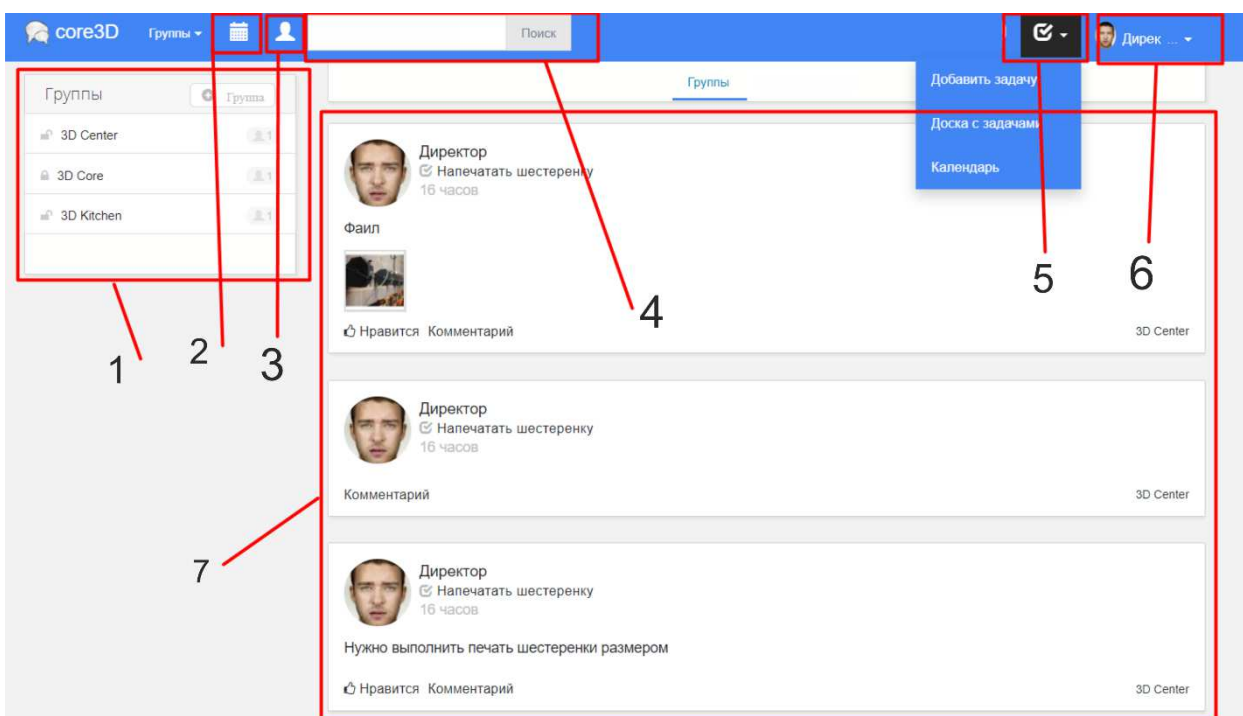 core3D Группы Поиск Дирек ...
Группы Группа
3D Center 1
3D Core 1
3D Kitchen 1
Группы
Добавить задачу
Доска с задачами
Календарь
Директор
Напечатать шестеренку
16 часов
Фаил
Нравится Комментарий 3D Center
Директор
Напечатать шестеренку
16 часов
Комментарий 3D Center
Директор
Напечатать шестеренку
16 часов
Нужно выполнить печать шестеренки размером
Нравится Комментарий 3D Center
1
2
3
4
5
6
7